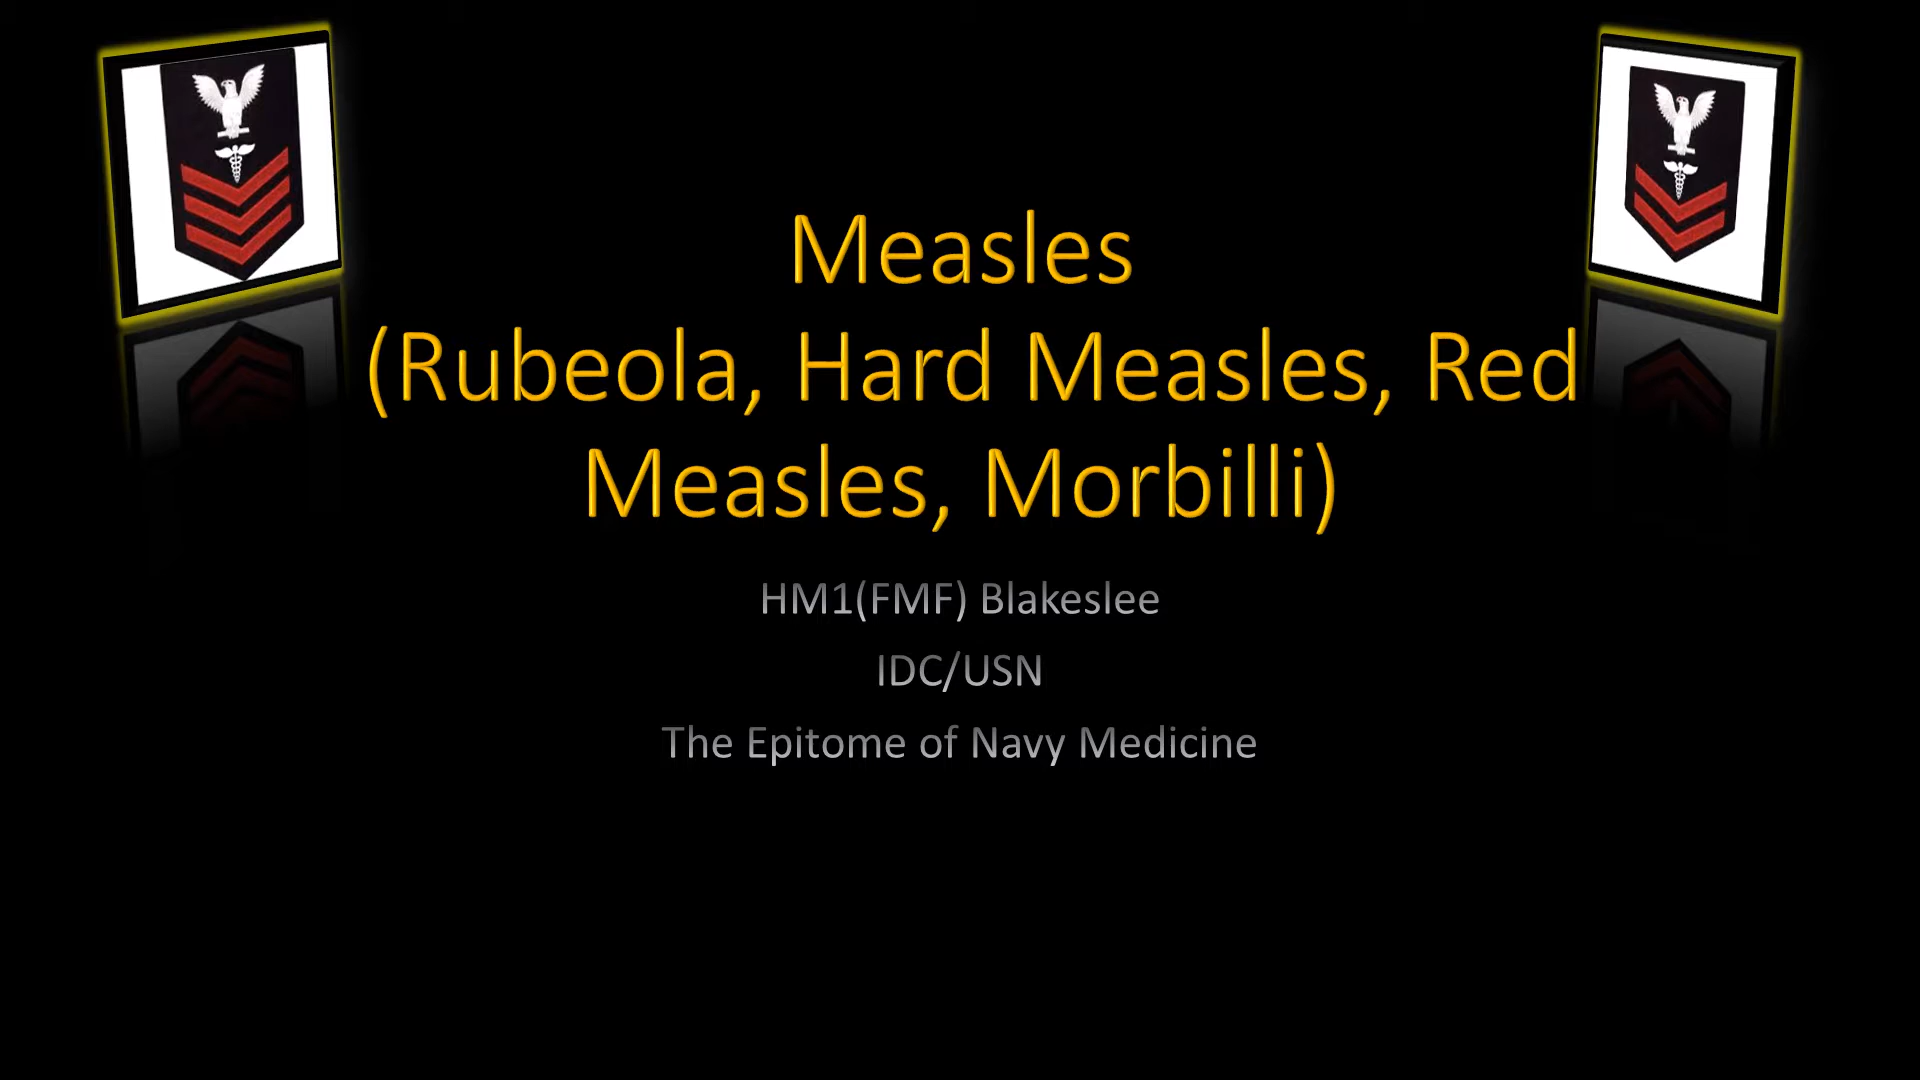 Measles
(Rubeola, Hard Measles, Red
Measles, Morbilli)
HM1(FMF) Blakeslee
IDC/USN
The Epitome of Navy Medicine